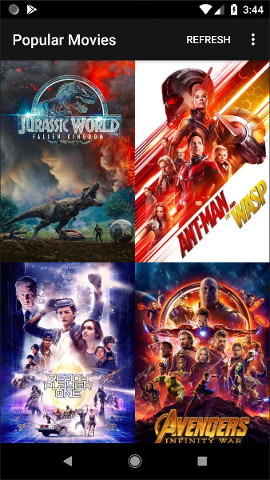 3:44
Popular Movies
REFRESH
JURASSIC WORLD
FALLEN KINGDOM
ANT-MAN
AND THE
WASP
READY
PLAYER
ONE
AVENGERS
INFINITY WAR